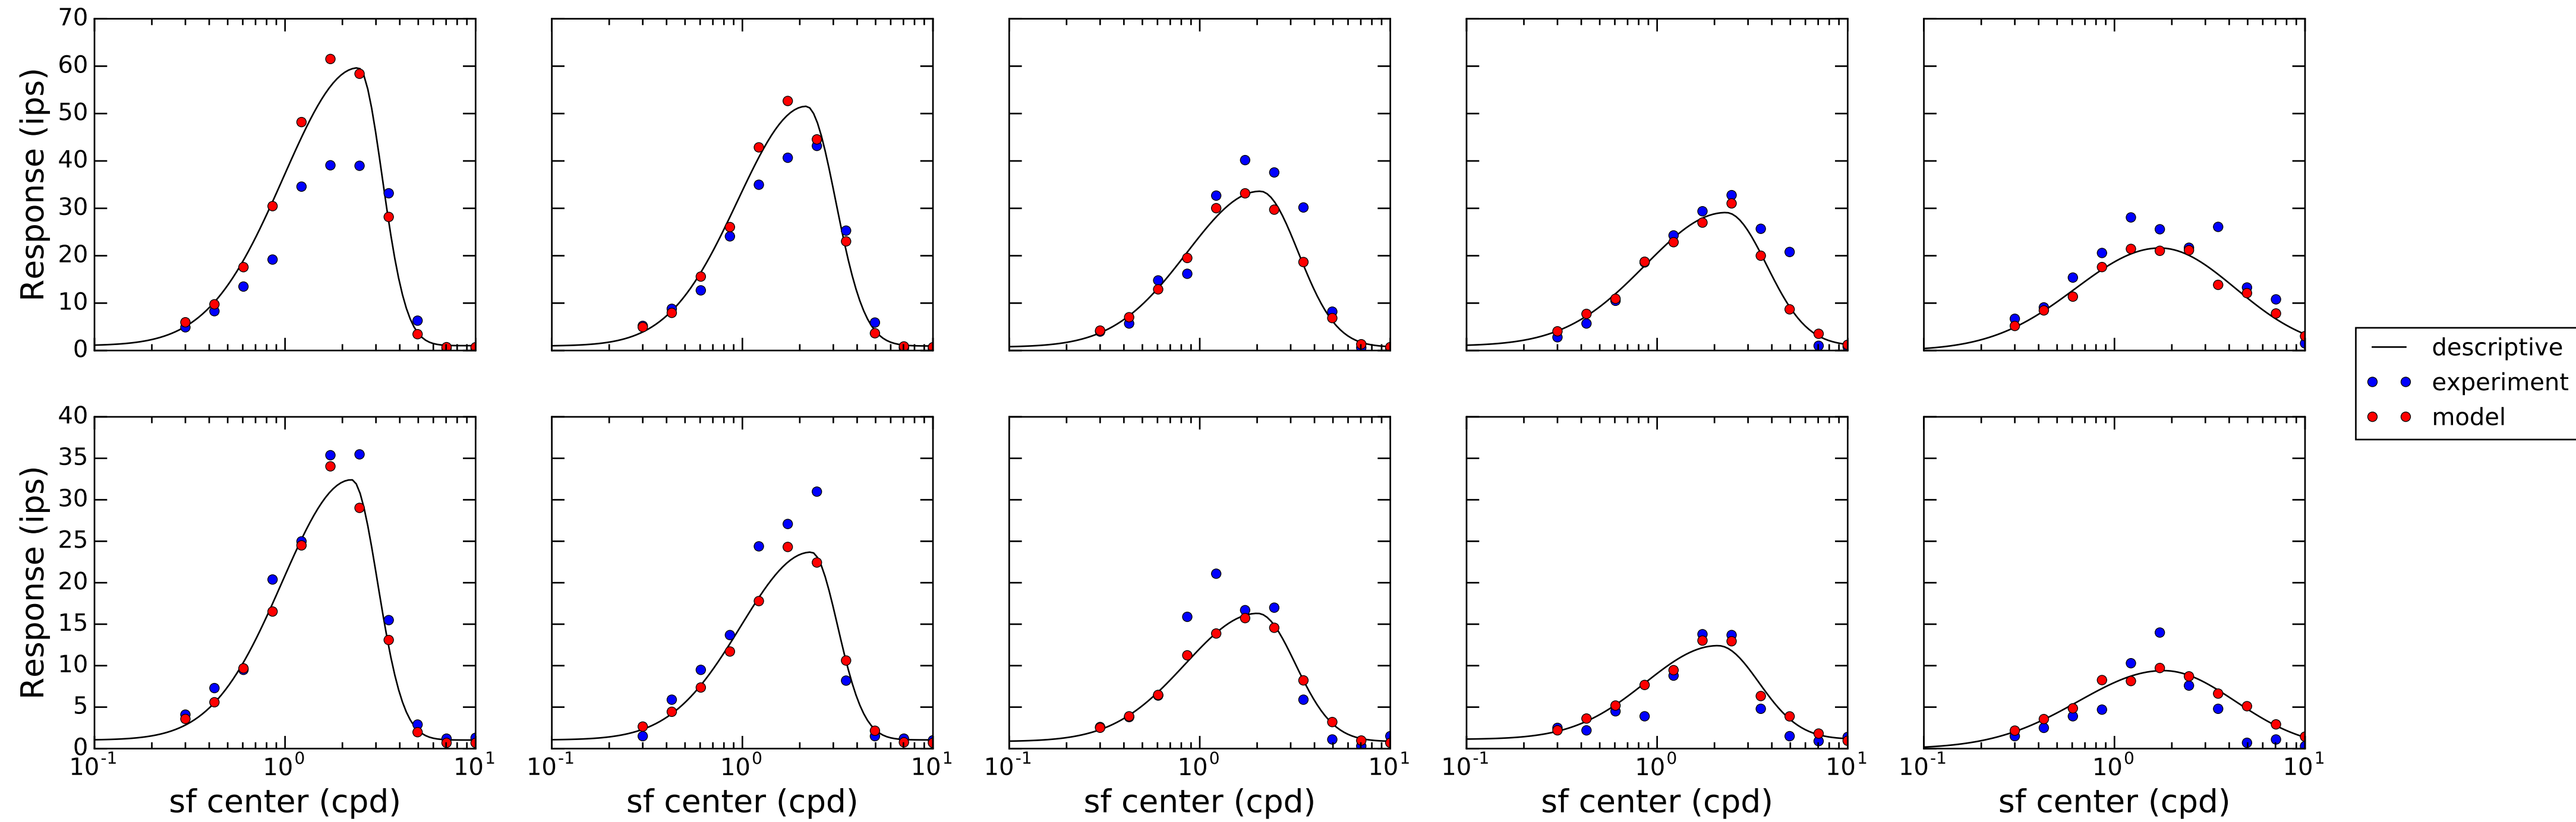 70
60
50
40
30
20
10
0
Response (ips)
descriptive
experiment
model
40
35
30
25
20
15
10
5
0
Response (ips)
10⁻¹ 10⁰ 10¹
10⁻¹ 10⁰ 10¹
10⁻¹ 10⁰ 10¹
10⁻¹ 10⁰ 10¹
10⁻¹ 10⁰ 10¹
sf center (cpd)
sf center (cpd)
sf center (cpd)
sf center (cpd)
sf center (cpd)